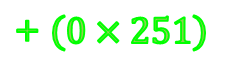 + (0 × 251)